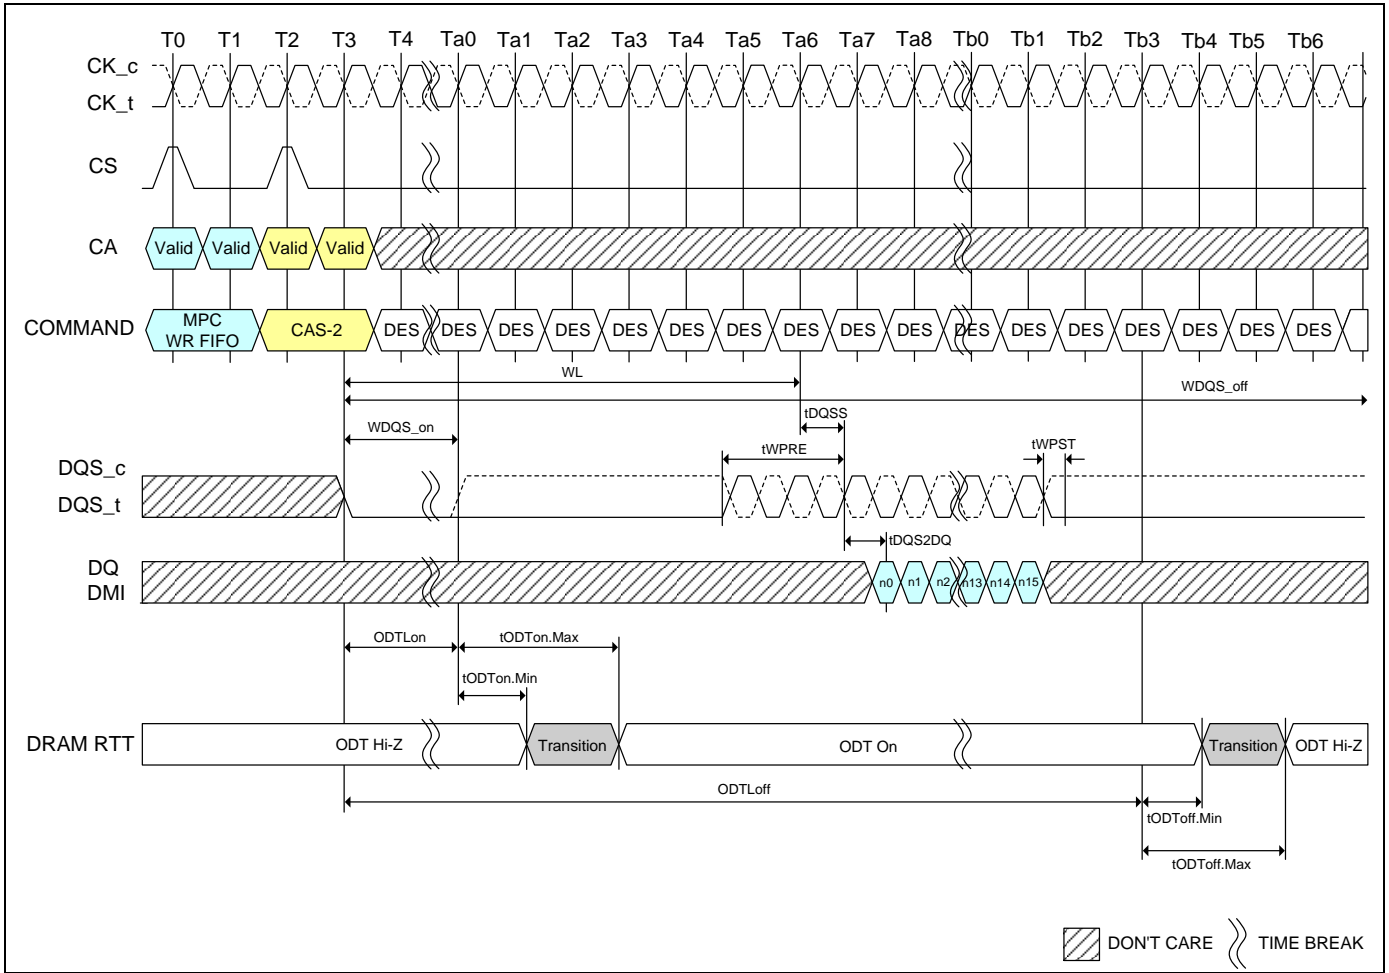 T0 T1 T2 T3 T4 Ta0 Ta1 Ta2 Ta3 Ta4 Ta5 Ta6 Ta7 Ta8 Tb0 Tb1 Tb2 Tb3 Tb4 Tb5 Tb6
CK_c
CK_t
CS
CA Valid Valid Valid Valid
COMMAND MPC WR FIFO CAS-2 DES DES DES DES DES DES DES DES DES DES DES DES DES DES DES DES DES
WL
WDQS_off
tDQSS
WDQS_on
tWPRE
tWPST
DQS_c
DQS_t
tDQS2DQ
DQ
DMI
n0 n1 n2 n13 n14 n15
ODTLon
tODTon.Max
tODTon.Min
DRAM RTT ODT Hi-Z Transition ODT On Transition ODT Hi-Z
ODTLoff
tODToff.Min
tODToff.Max
DON'T CARE TIME BREAK